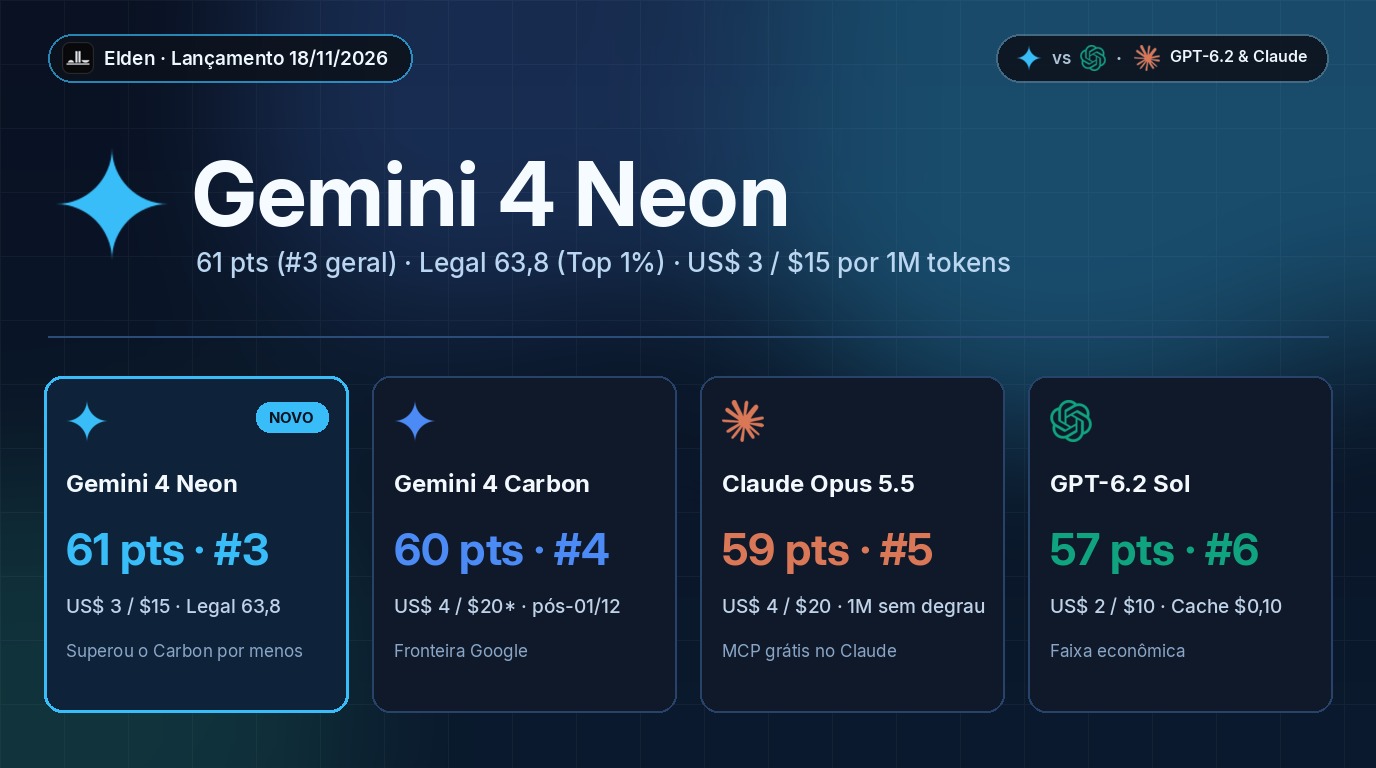 Elden · Lançamento 18/11/2026
vs · GPT-6.2 & Claude
Gemini 4 Neon
61 pts (#3 geral) · Legal 63,8 (Top 1%) · US$ 3 / $15 por 1M tokens
NOVO
Gemini 4 Neon
61 pts · #3
US$ 3 / $15 · Legal 63,8
Superou o Carbon por menos
Gemini 4 Carbon
60 pts · #4
US$ 4 / $20* · pós-01/12
Fronteira Google
Claude Opus 5.5
59 pts · #5
US$ 4 / $20 · 1M sem degrau
MCP grátis no Claude
GPT-6.2 Sol
57 pts · #6
US$ 2 / $10 · Cache $0,10
Faixa econômica